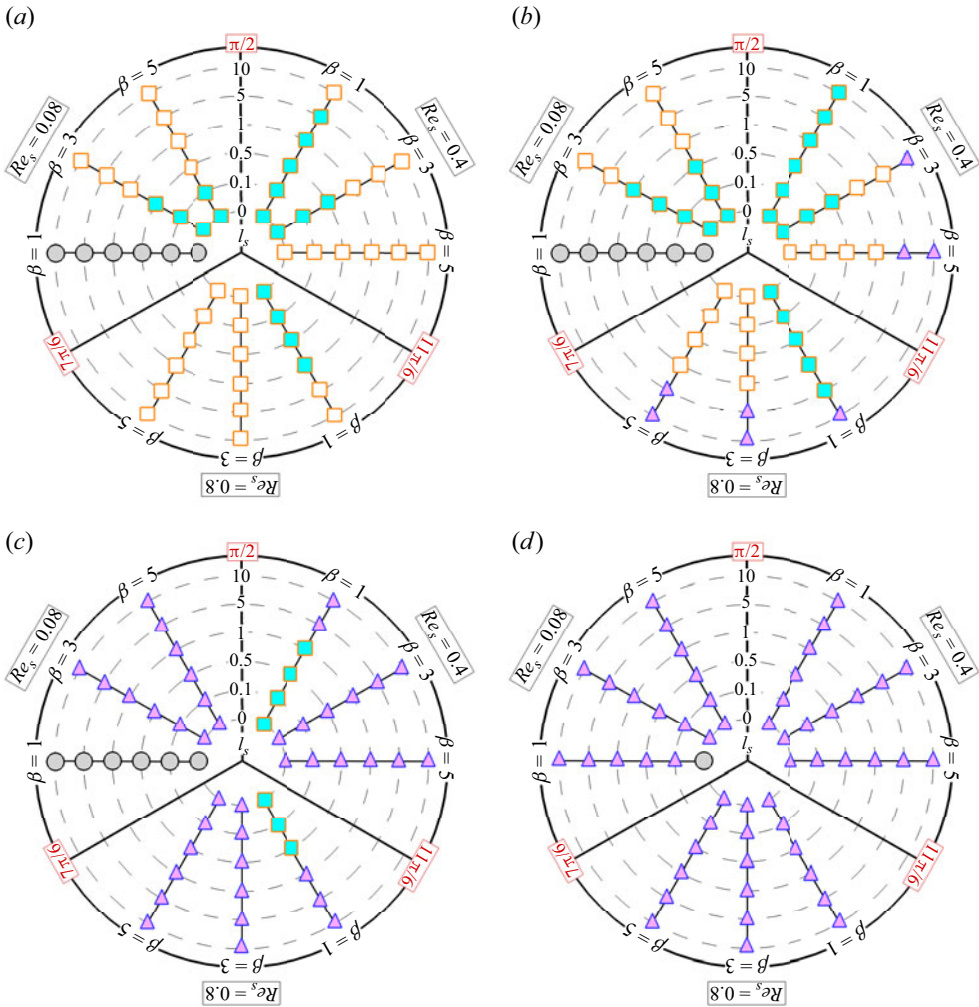 (a)
π/2
10
5
1
0.5
0.1
0
l_s
β = 5
β = 1
Re_s = 0.08
Re_s = 0.4
β = 3
β = 3
β = 1
β = 5
7π/6
11π/6
β = 5
β = 3
β = 1
Re_s = 0.8
(b)
π/2
10
5
1
0.5
0.1
0
l_s
β = 5
β = 1
Re_s = 0.08
Re_s = 0.4
β = 3
β = 3
β = 1
β = 5
7π/6
11π/6
β = 5
β = 3
β = 1
Re_s = 0.8
(c)
π/2
10
5
1
0.5
0.1
0
l_s
β = 5
β = 1
Re_s = 0.08
Re_s = 0.4
β = 3
β = 3
β = 1
β = 5
7π/6
11π/6
β = 5
β = 3
β = 1
Re_s = 0.8
(d)
π/2
10
5
1
0.5
0.1
0
l_s
β = 5
β = 1
Re_s = 0.08
Re_s = 0.4
β = 3
β = 3
β = 1
β = 5
7π/6
11π/6
β = 5
β = 3
β = 1
Re_s = 0.8